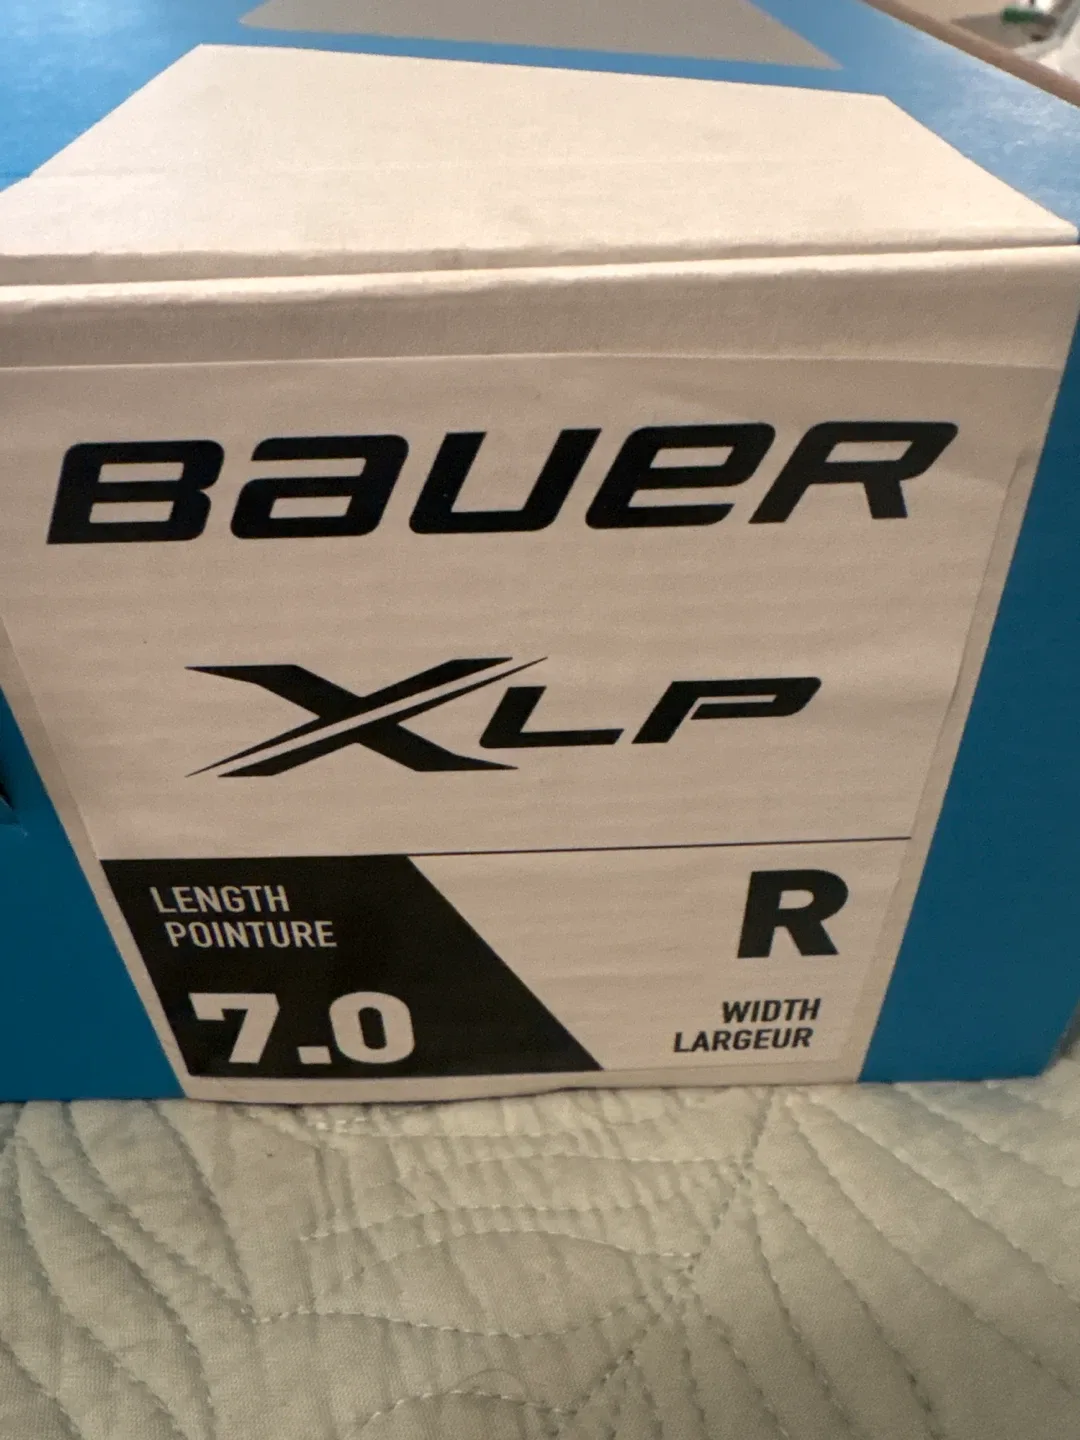 BAUER
XLP
LENGTH
POINTURE
7.0
R
WIDTH
LARGEUR